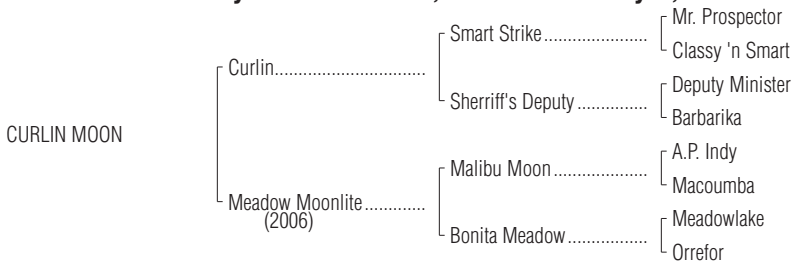 Mr. Prospector
Smart Strike.....................
Classy 'n Smart
Curlin..............................
Deputy Minister
Sherriff's Deputy..............
Barbarika
CURLIN MOON
A.P. Indy
Malibu Moon...................
Macoumba
Meadow Moonlite............
(2006)
Meadowlake
Bonita Meadow................
Orrefor